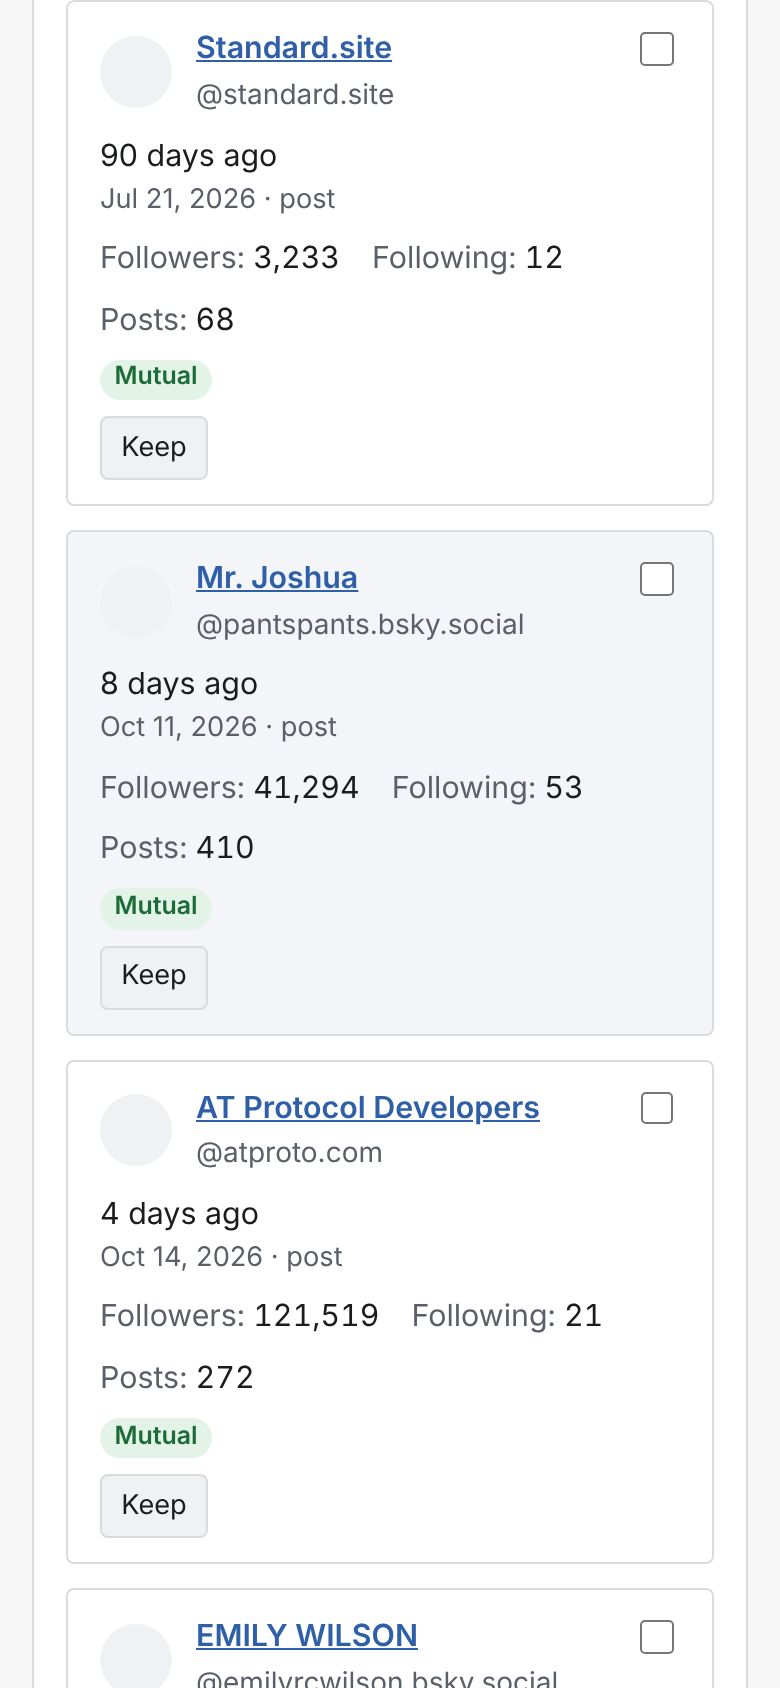 Standard.site
@standard.site
90 days ago
Jul 21, 2026 · post
Followers: 3,233 Following: 12
Posts: 68
Mutual
Keep
Mr. Joshua
@pantspants.bsky.social
8 days ago
Oct 11, 2026 · post
Followers: 41,294 Following: 53
Posts: 410
Mutual
Keep
AT Protocol Developers
@atproto.com
4 days ago
Oct 14, 2026 · post
Followers: 121,519 Following: 21
Posts: 272
Mutual
Keep
EMILY WILSON
@emilyrcwilson.bsky.social